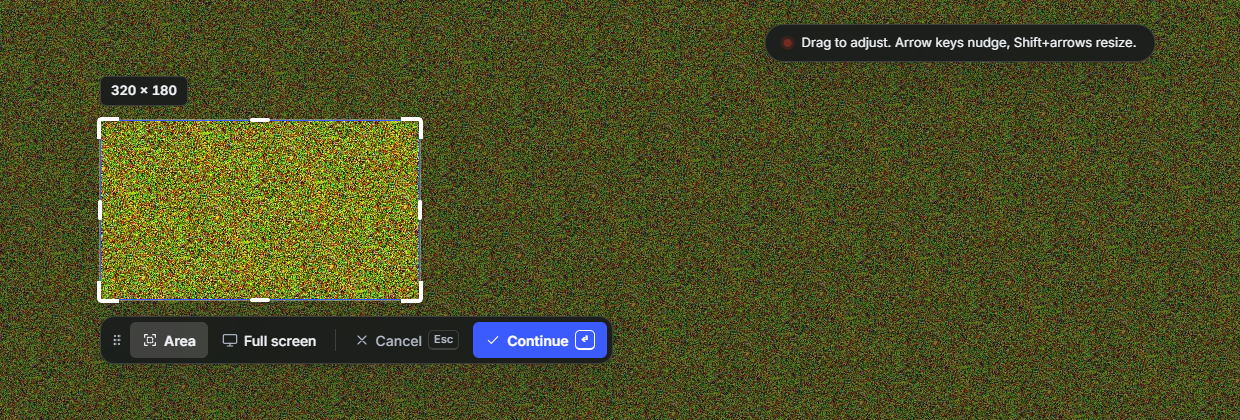 Drag to adjust. Arrow keys nudge, Shift+arrows resize.
320 × 180
Area Full screen Cancel Esc Continue